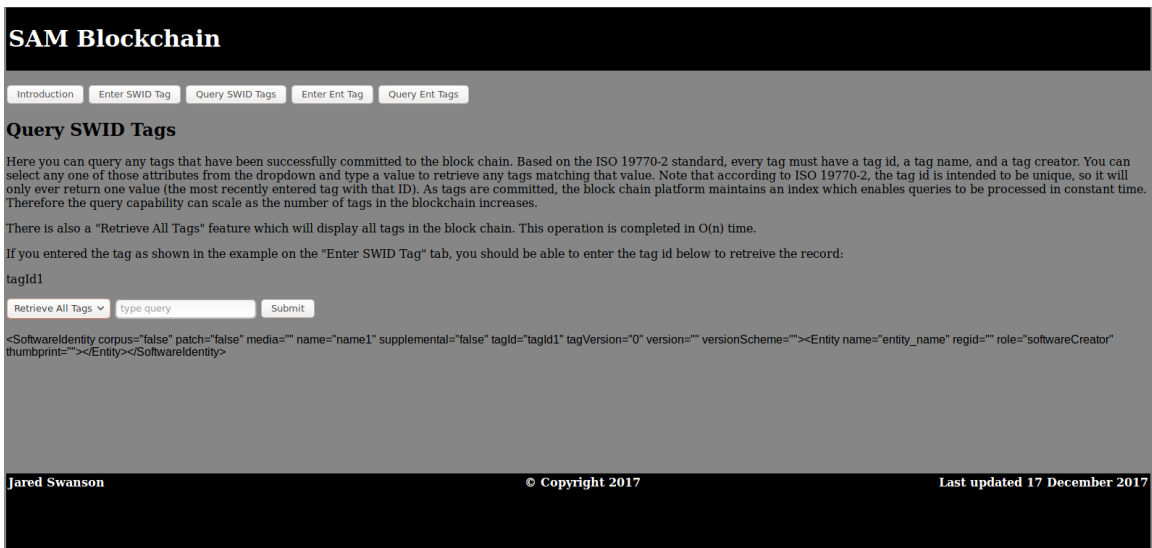 SAM Blockchain
Introduction Enter SWID Tag Query SWID Tags Enter Ent Tag Query Ent Tags
Query SWID Tags
Here you can query any tags that have been successfully committed to the block chain. Based on the ISO 19770-2 standard, every tag must have a tag id, a tag name, and a tag creator. You can
select any one of those attributes from the dropdown and type a value to retrieve any tags matching that value. Note that according to ISO 19770-2, the tag id is intended to be unique, so it will
only ever return one value (the most recently entered tag with that ID). As tags are committed, the block chain platform maintains an index which enables queries to be processed in constant time.
Therefore the query capability can scale as the number of tags in the blockchain increases.
There is also a "Retrieve All Tags" feature which will display all tags in the block chain. This operation is completed in O(n) time.
If you entered the tag as shown in the example on the "Enter SWID Tag" tab, you should be able to enter the tag id below to retreive the record:
tagId1
Retrieve All Tags type query Submit
<SoftwareIdentity corpus="false" patch="false" media="" name="name1" supplemental="false" tagId="tagId1" tagVersion="0" version="" versionScheme=""><Entity name="entity_name" regid="" role="softwareCreator"
thumbprint=""></Entity></SoftwareIdentity>
Jared Swanson © Copyright 2017 Last updated 17 December 2017